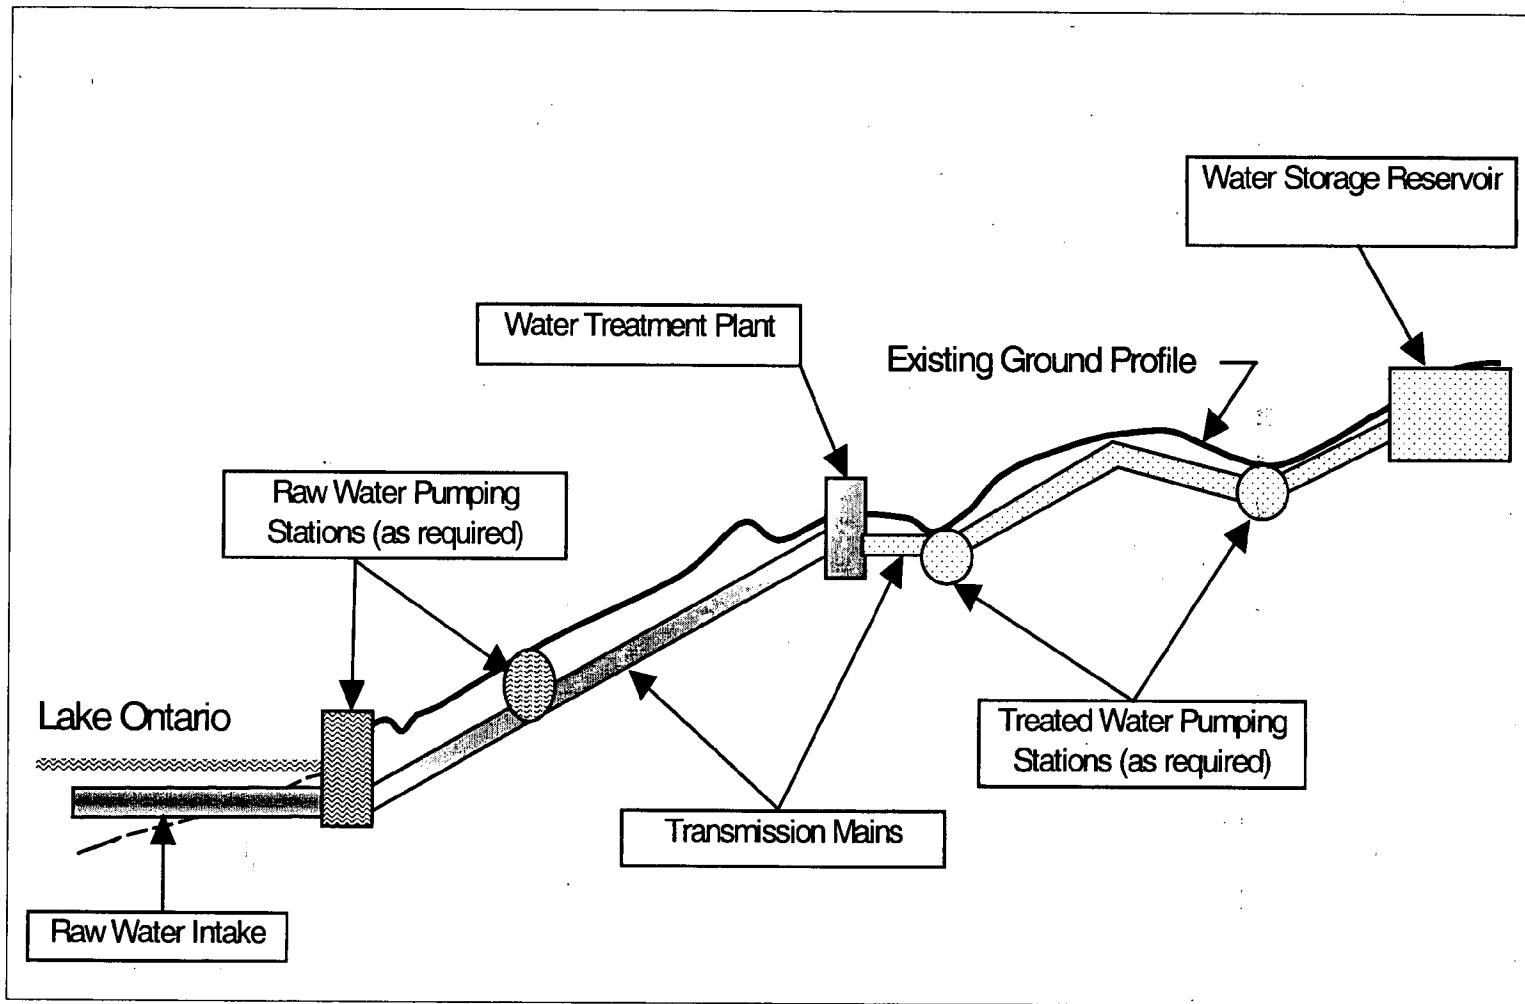 Water Storage Reservoir
Water Treatment Plant
Existing Ground Profile
Raw Water Pumping
Stations (as required)
Lake Ontario
Treated Water Pumping
Stations (as required)
Transmission Mains
Raw Water Intake